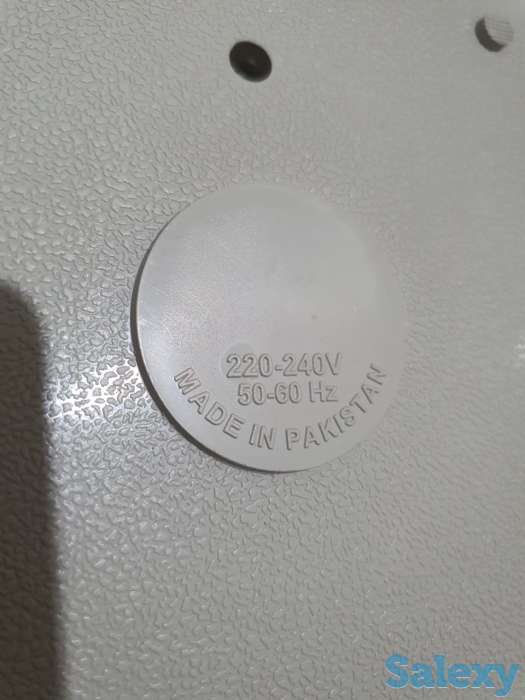 220-240V
50-60 Hz
MADE IN PAKISTAN
Salexy